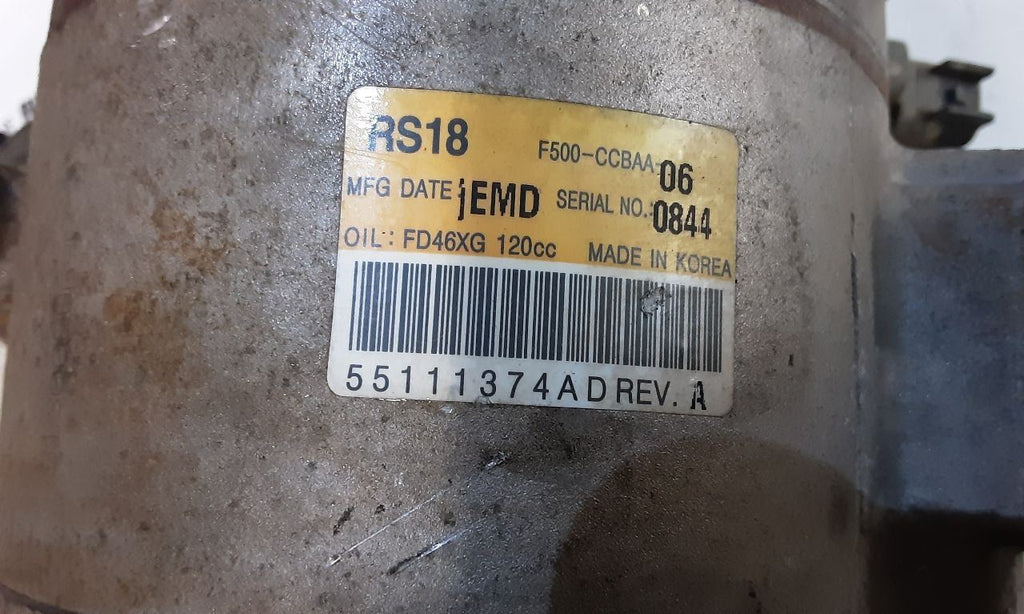 RS18 F500-CCBAA-06
MFG DATE jEMD SERIAL NO.: 0844
OIL: FD46XG 120cc MADE IN KOREA
55111374AD REV. A